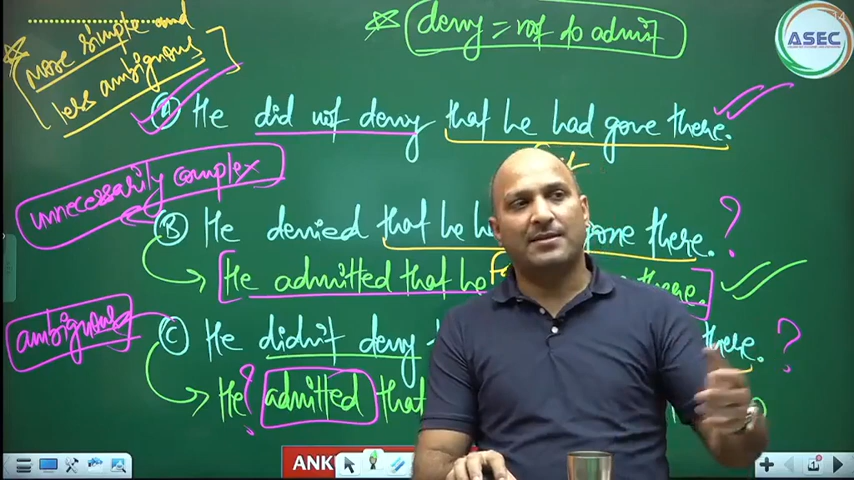 deny = not to admit
ASEC
More simple and
less ambiguous
(A) He did not deny that he had gone there.
unnecessarily complex
(B) He denied that he gone there. ?
He admitted that he there.
ambiguous
(C) He didn't deny there. ?
He admitted that
?
ANK